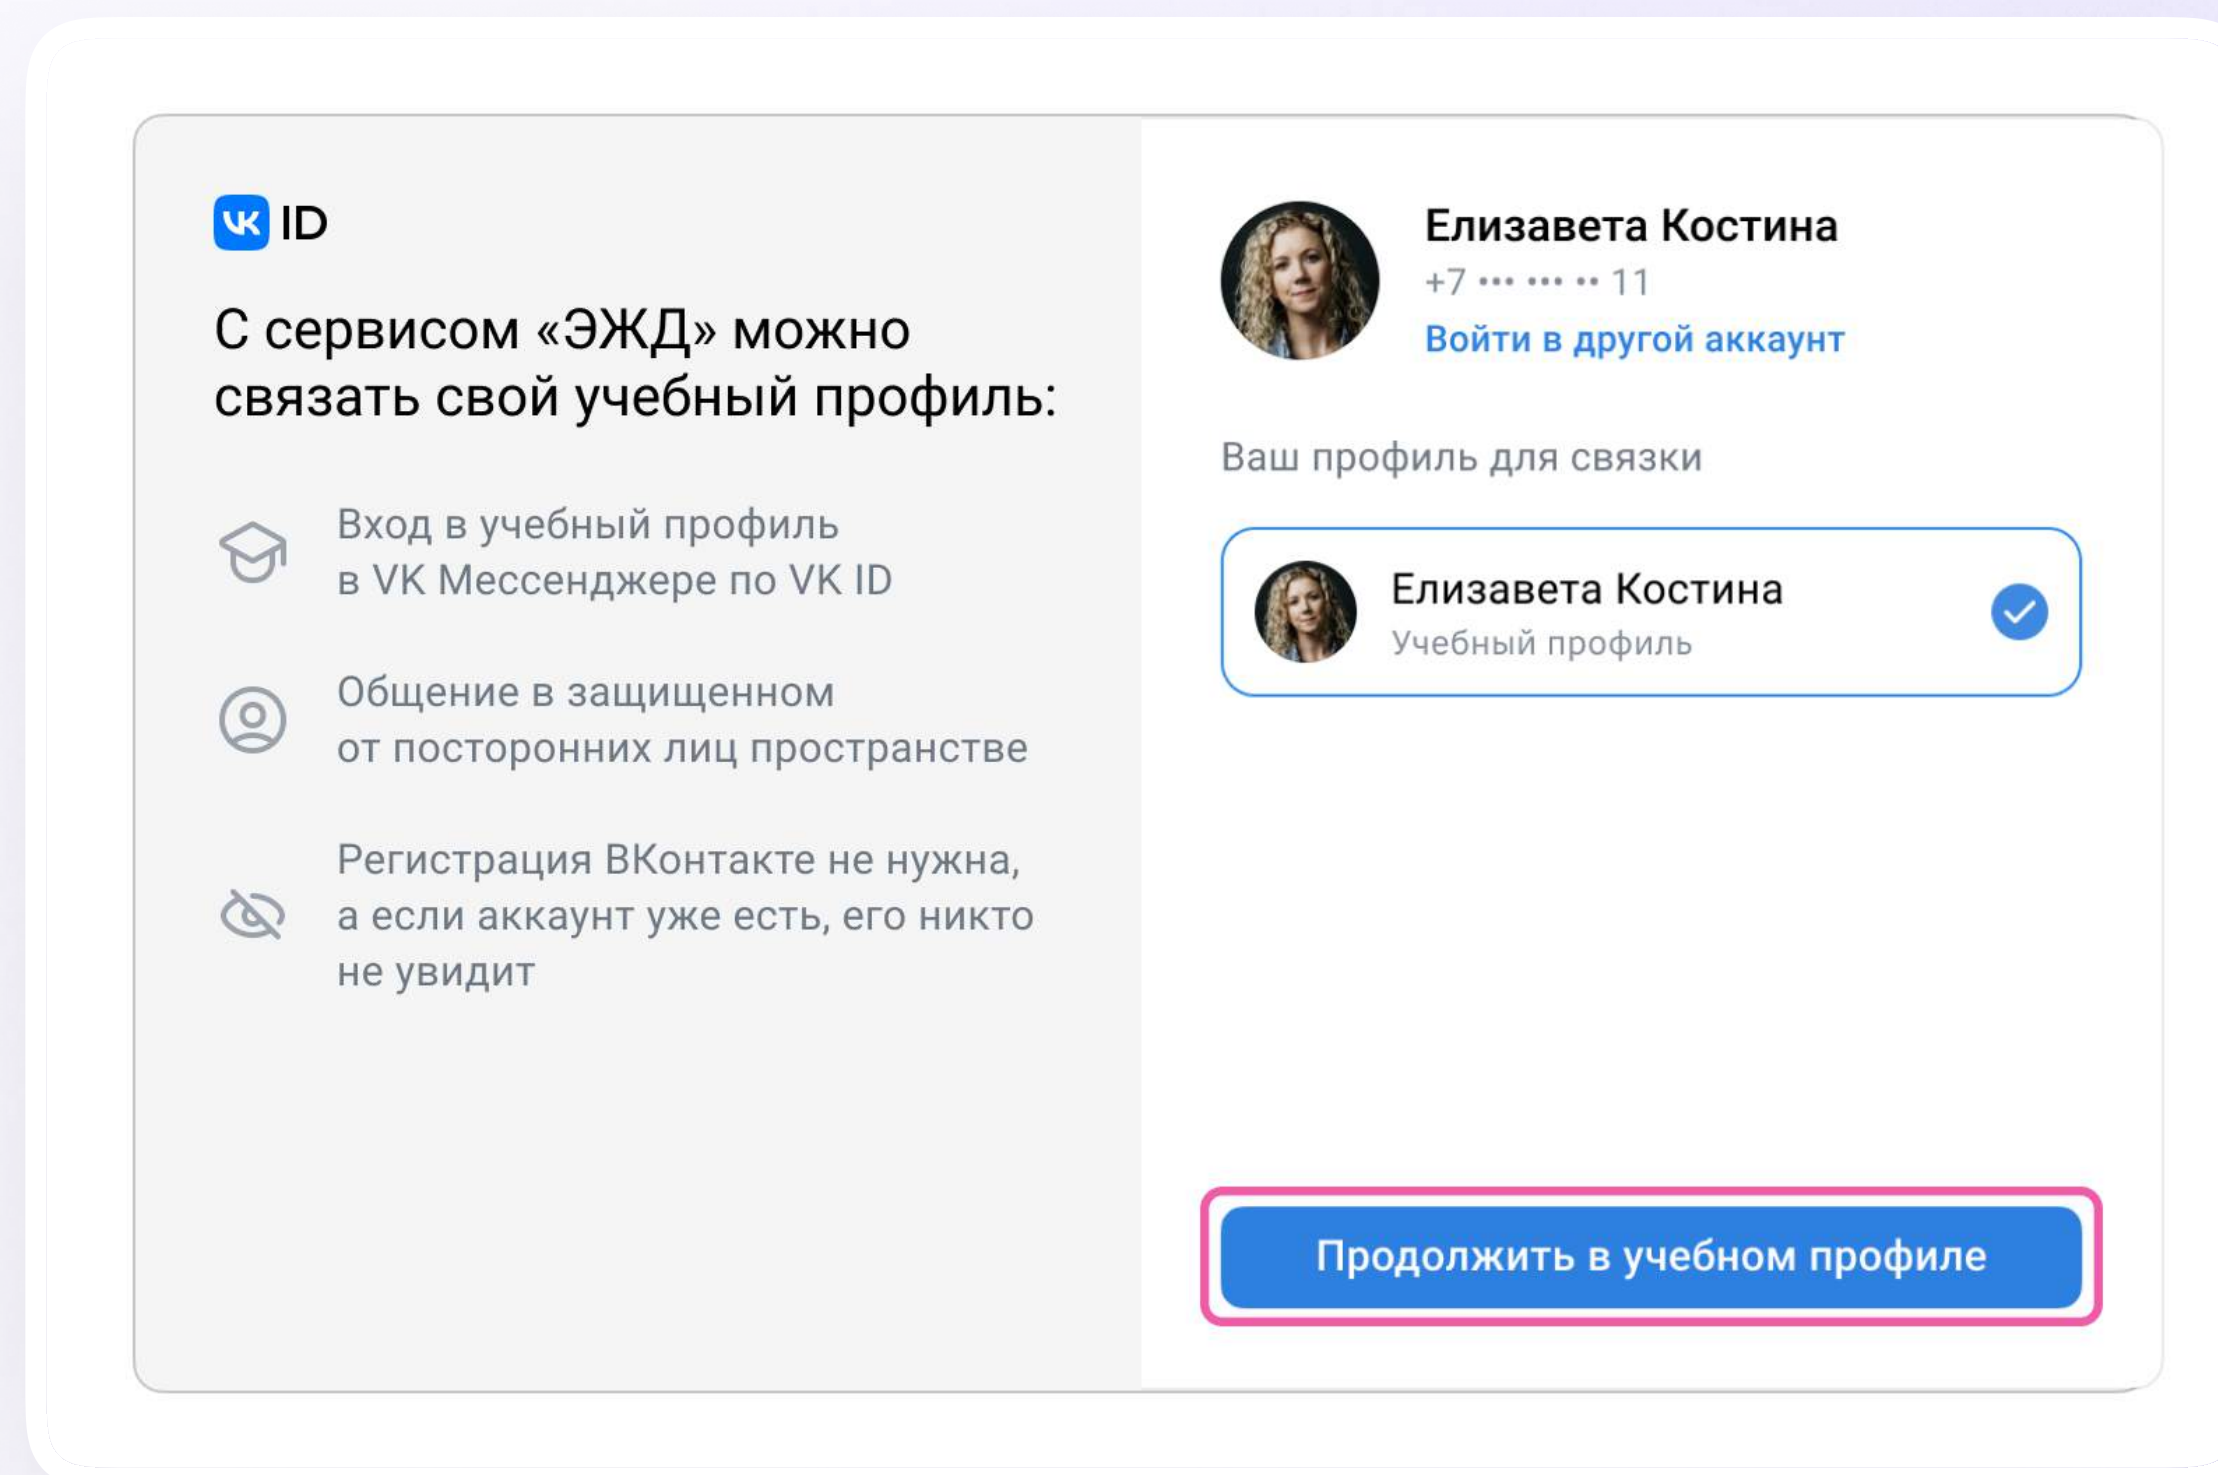 VK ID
С сервисом «ЭЖД» можно
связать свой учебный профиль:
Вход в учебный профиль
в VK Мессенджере по VK ID
Общение в защищенном
от посторонних лиц пространстве
Регистрация ВКонтакте не нужна,
а если аккаунт уже есть, его никто
не увидит
Елизавета Костина
+7 ••• ••• •• 11
Войти в другой аккаунт
Ваш профиль для связки
Елизавета Костина
Учебный профиль
Продолжить в учебном профиле